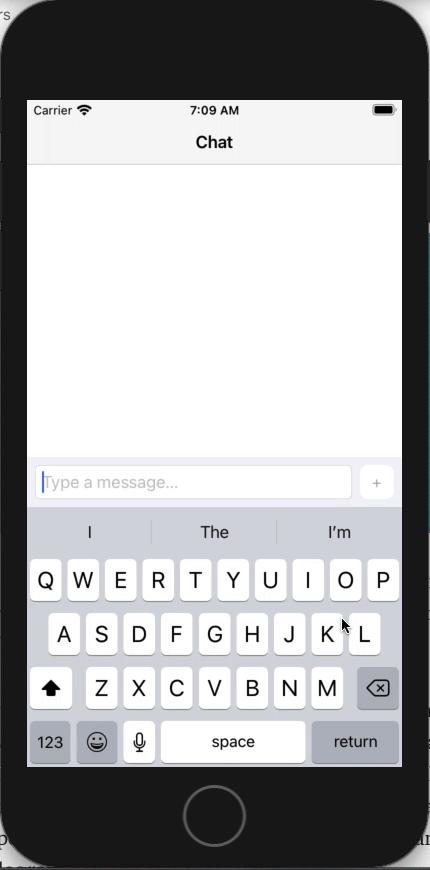 rs
Carrier 7:09 AM
Chat
Type a message...
+
I The I'm
Q W E R T Y U I O P
A S D F G H J K L
Z X C V B N M
123 space return